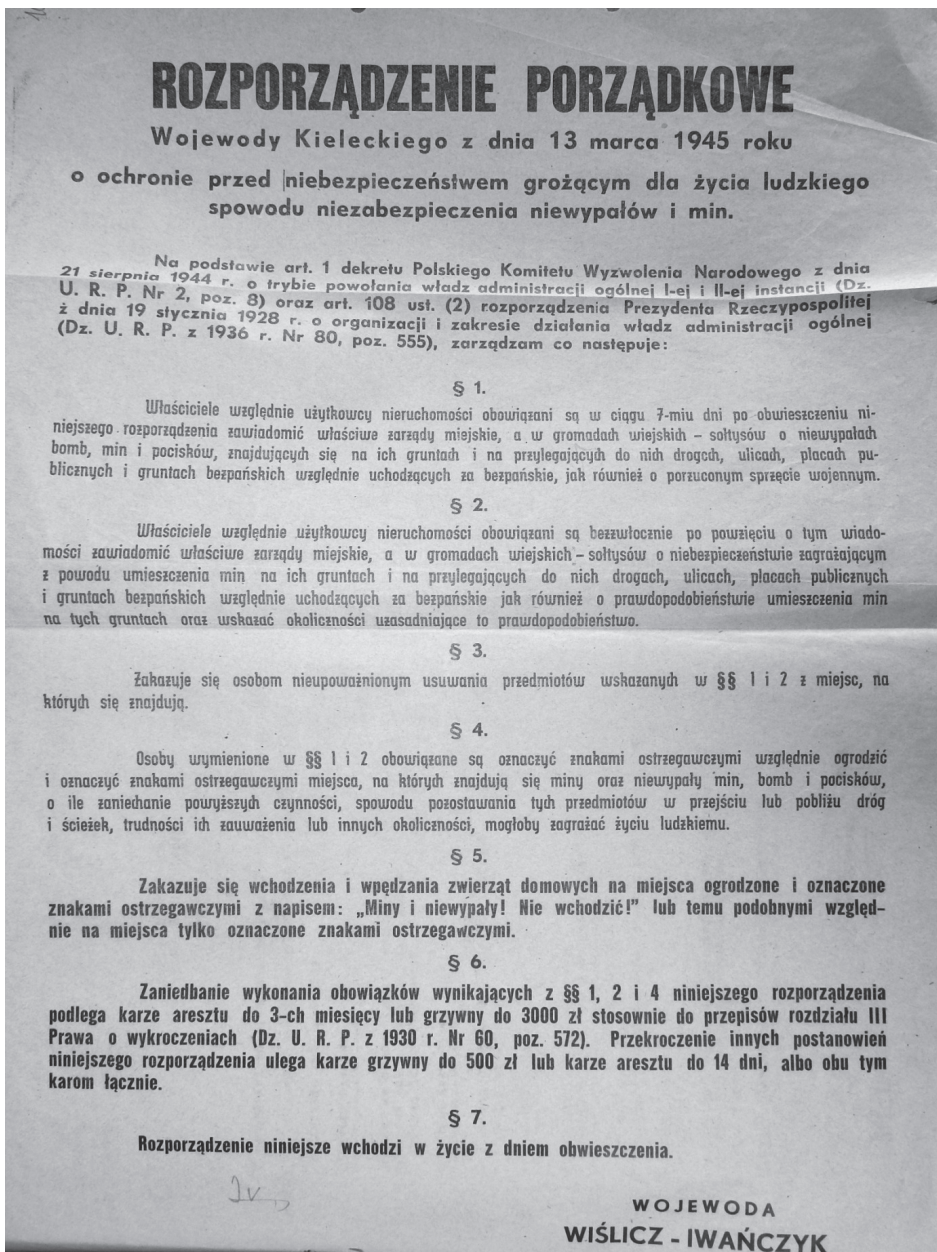 ROZPORZĄDZENIE PORZĄDKOWE
Wojewody Kieleckiego z dnia 13 marca 1945 roku
o ochronie przed niebezpieczeństwem grożącym dla życia ludzkiego
spowodu niezabezpieczenia niewypałów i min.
Na podstawie art. 1 dekretu Polskiego Komitetu Wyzwolenia Narodowego z dnia
21 sierpnia 1944 r. o trybie powołania władz administracji ogólnej I-ej i II-ej instancji (Dz.
U. R. P. Nr 2, poz. 8) oraz art. 108 ust. (2) rozporządzenia Prezydenta Rzeczypospolitej
ż dnia 19 stycznia 1928 r. o organizacji i zakresie działania władz administracji ogólnej
(Dz. U. R. P. z 1936 r. Nr 80, poz. 555), zarządzam co następuje:
§ 1.
Właściciele względnie użytkowcy nieruchomości obowiązani są w ciągu 7-miu dni po obwieszczeniu ni-
niejszego rozporządzenia zawiadomić właściwe zarządy miejskie, a w gromadach wiejskich – sołtysów o niewypałach
bomb, min i pocisków, znajdujących się na ich gruntach i na przylegających do nich drogach, ulicach, placach pu-
blicznych i gruntach bezpańskich względnie uchodzących za bezpańskie, jak również o porzuconym sprzęcie wojennym.
§ 2.
Właściciele względnie użytkowcy nieruchomości obowiązani są bezzwłocznie po powzięciu o tym wiado-
mości zawiadomić właściwe zarządy miejskie, a w gromadach wiejskich – sołtysów o niebezpieczeństwie zagrażającym
z powodu umieszczenia min na ich gruntach i na przylegających do nich drogach, ulicach, placach publicznych
i gruntach bezpańskich względnie uchodzących za bezpańskie jak również o prawdopodobieństwie umieszczenia min
na tych gruntach oraz wskazać okoliczności uzasadniające to prawdopodobieństwo.
§ 3.
Zakazuje się osobom nieupoważnionym usuwania przedmiotów wskazanych w §§ 1 i 2 z miejsc, na
których się znajdują.
§ 4.
Osoby wymienione w §§ 1 i 2 obowiązane są oznaczyć znakami ostrzegawczymi względnie ogrodzić
i oznaczyć znakami ostrzegawczymi miejsca, na których znajdują się miny oraz niewypały min, bomb i pocisków,
o ile zaniechanie powyższych czynności, spowodu pozostawania tych przedmiotów w przejściu lub pobliżu dróg
i ścieżek, trudności ich zauważenia lub innych okoliczności, mogłoby zagrażać życiu ludzkiemu.
§ 5.
Zakazuje się wchodzenia i wpędzania zwierząt domowych na miejsca ogrodzone i oznaczone
znakami ostrzegawczymi z napisem: „Miny i niewypały! Nie wchodzić!” lub temu podobnymi względ-
nie na miejsca tylko oznaczone znakami ostrzegawczymi.
§ 6.
Zaniedbanie wykonania obowiązków wynikających z §§ 1, 2 i 4 niniejszego rozporządzenia
podlega karze aresztu do 3-ch miesięcy lub grzywny do 3000 zł stosownie do przepisów rozdziału III
Prawa o wykroczeniach (Dz. U. R. P. z 1930 r. Nr 60, poz. 572). Przekroczenie innych postanowień
niniejszego rozporządzenia ulega karze grzywny do 500 zł lub karze aresztu do 14 dni, albo obu tym
karom łącznie.
§ 7.
Rozporządzenie niniejsze wchodzi w życie z dniem obwieszczenia.
WOJEWODA
WIŚLICZ - IWAŃCZYK